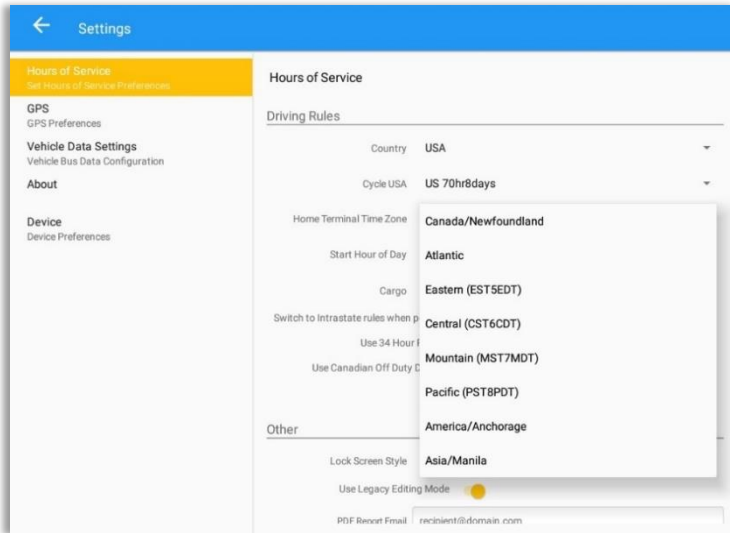 Settings
Hours of Service
Set Hours of Service Preferences
GPS
GPS Preferences
Vehicle Data Settings
Vehicle Bus Data Configuration
About
Device
Device Preferences
Hours of Service
Driving Rules
Country USA
Cycle USA US 70hr8days
Home Terminal Time Zone
Canada/Newfoundland
Start Hour of Day
Atlantic
Cargo
Eastern (EST5EDT)
Switch to Intrastate rules when
Central (CST6CDT)
Use 34 Hour
Mountain (MST7MDT)
Use Canadian Off Duty
Pacific (PST8PDT)
Other
America/Anchorage
Lock Screen Style
Asia/Manila
Use Legacy Editing Mode
PDF Report Email recipient@domain.com